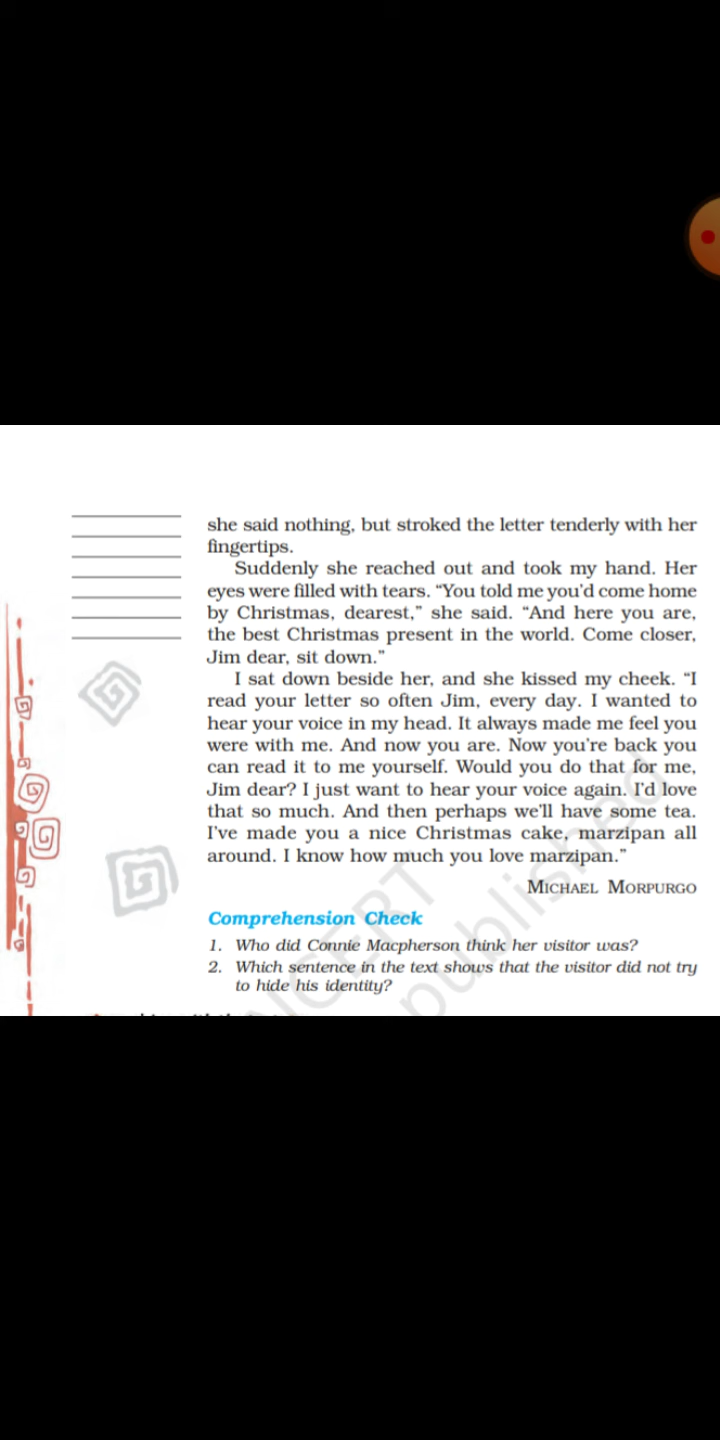 she said nothing, but stroked the letter tenderly with her
fingertips.
Suddenly she reached out and took my hand. Her
eyes were filled with tears. “You told me you'd come home
by Christmas, dearest,” she said. “And here you are,
the best Christmas present in the world. Come closer,
Jim dear, sit down.”
I sat down beside her, and she kissed my cheek. “I
read your letter so often Jim, every day. I wanted to
hear your voice in my head. It always made me feel you
were with me. And now you are. Now you're back you
can read it to me yourself. Would you do that for me,
Jim dear? I just want to hear your voice again. I'd love
that so much. And then perhaps we'll have some tea.
I've made you a nice Christmas cake, marzipan all
around. I know how much you love marzipan.”
MICHAEL MORPURGO
Comprehension Check
1. Who did Connie Macpherson think her visitor was?
2. Which sentence in the text shows that the visitor did not try
to hide his identity?
NCERT
published